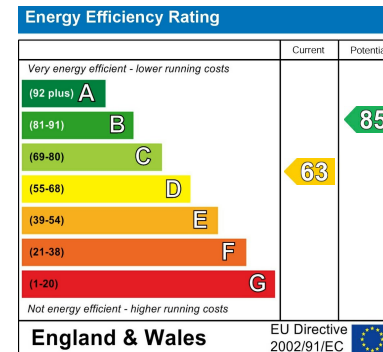 Energy Efficiency Rating
Current Potentia
Very energy efficient - lower running costs
(92 plus) A
(81-91) B
85
(69-80) C
63
(55-68) D
(39-54) E
(21-38) F
(1-20) G
Not energy efficient - higher running costs
England & Wales
EU Directive
2002/91/EC